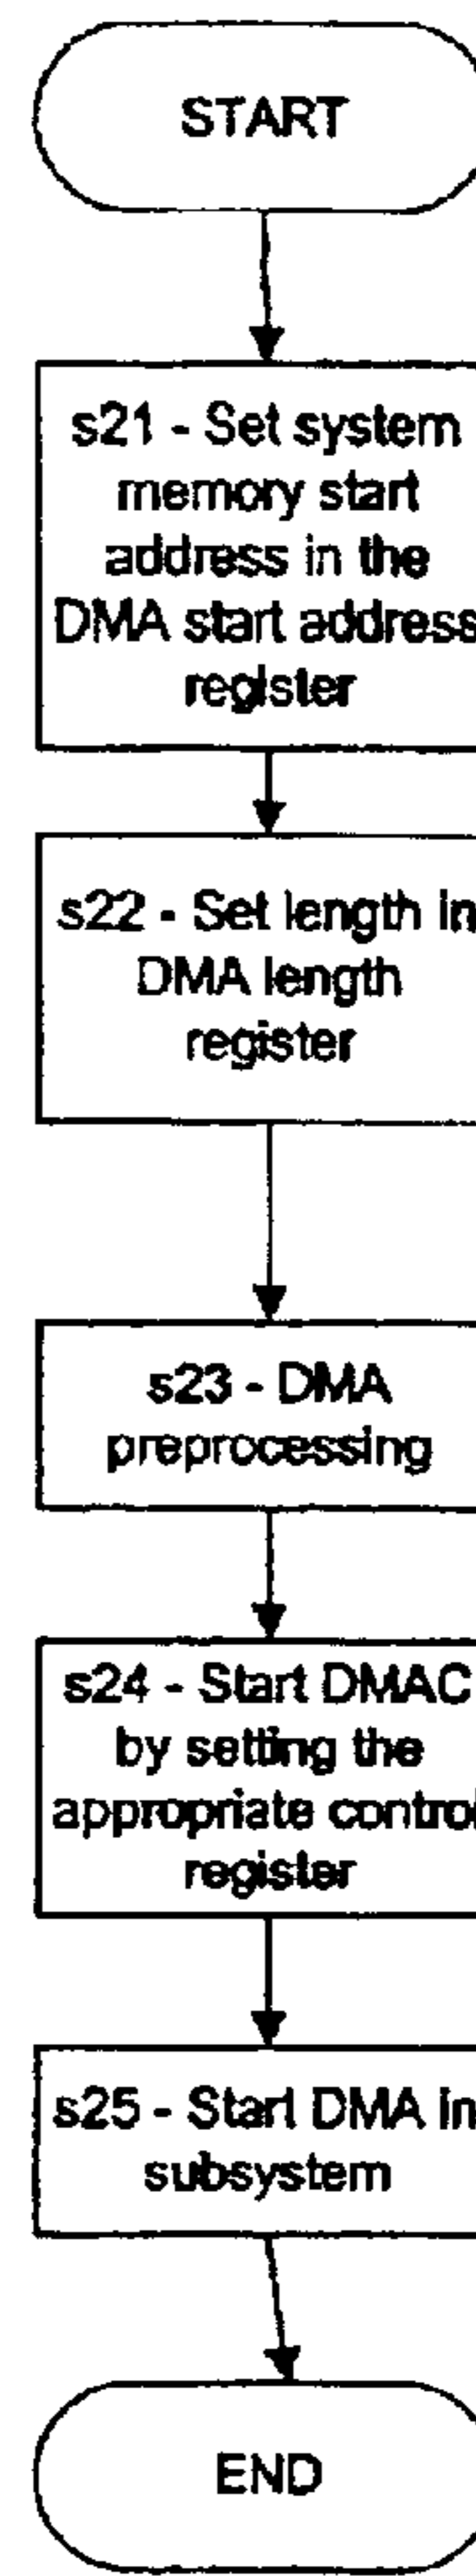 START
s21 - Set system
memory start
address in the
DMA start address
register
s22 - Set length in
DMA length
register
s23 - DMA
preprocessing
s24 - Start DMAC
by setting the
appropriate control
register
s25 - Start DMA in
subsystem
END